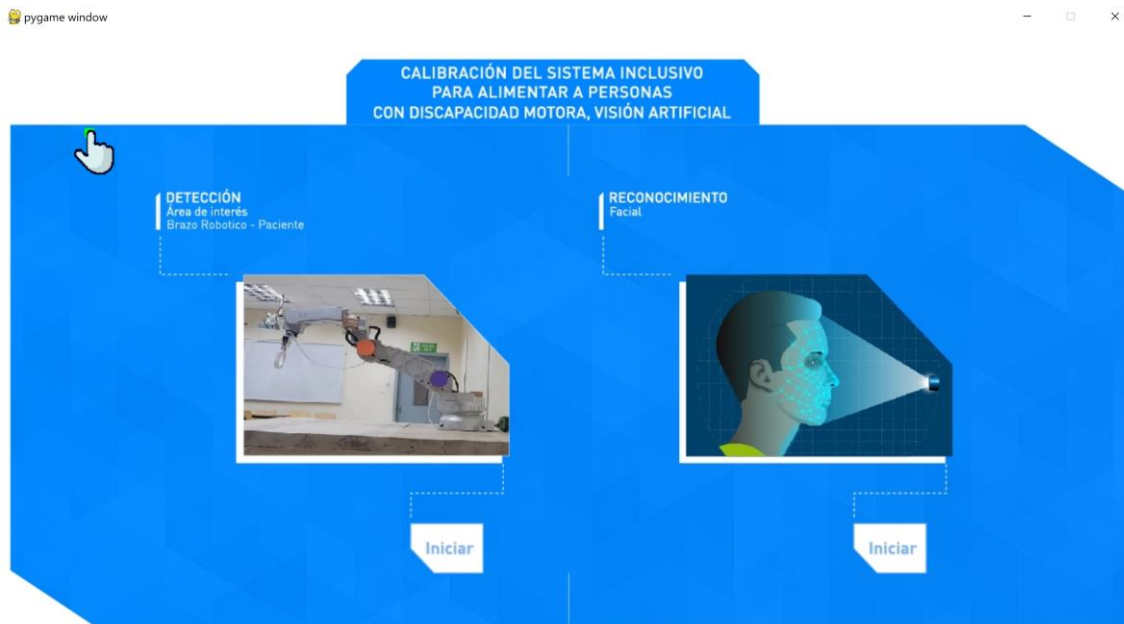 pygame window
CALIBRACIÓN DEL SISTEMA INCLUSIVO
PARA ALIMENTAR A PERSONAS
CON DISCAPACIDAD MOTORA, VISIÓN ARTIFICIAL
DETECCIÓN
Área de interés
Brazo Robotico - Paciente
RECONOCIMIENTO
Facial
Iniciar
Iniciar